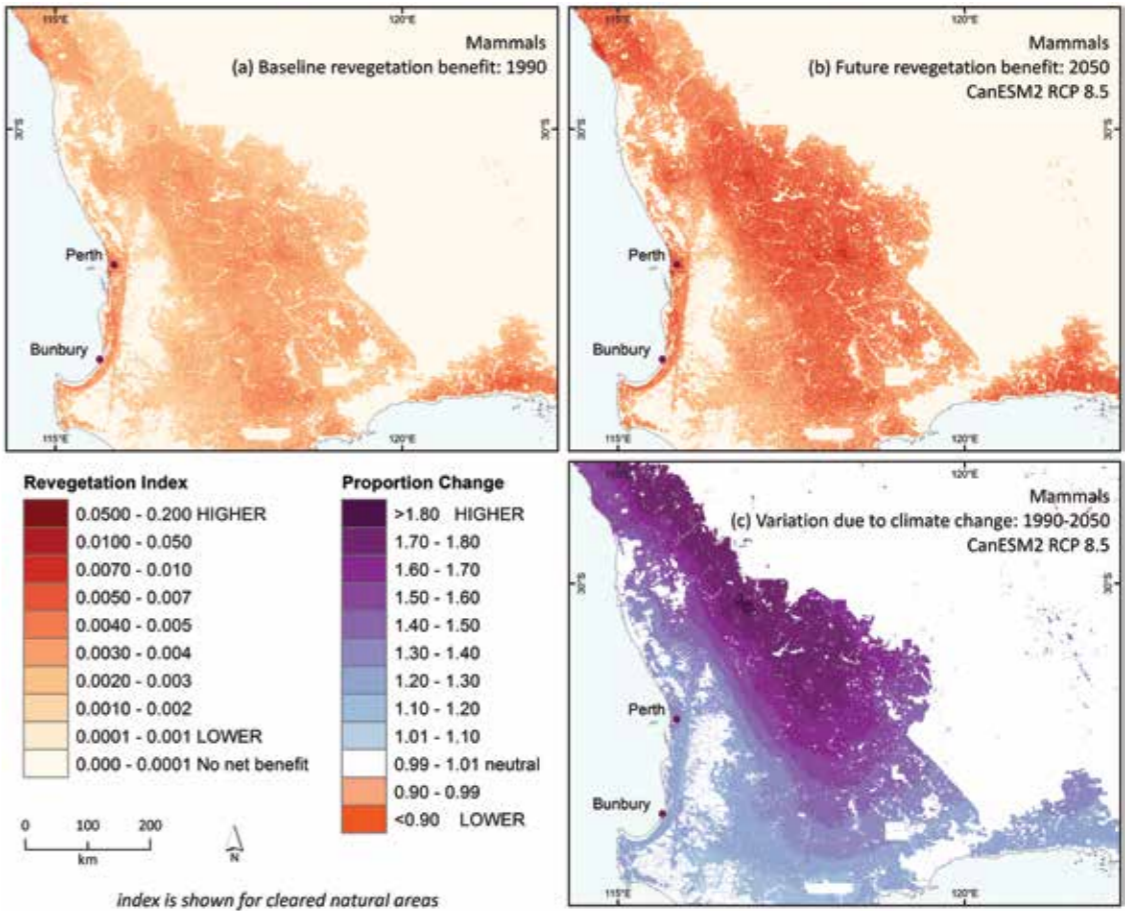 115°E
120°E
Mammals
(a) Baseline revegetation benefit: 1990
30°S
Perth
Bunbury
115°E
120°E
120°E
Mammals
(b) Future revegetation benefit: 2050
CanESM2 RCP 8.5
30°S
Perth
Bunbury
115°E
120°E
Revegetation Index
0.0500 - 0.200 HIGHER
0.0100 - 0.050
0.0070 - 0.010
0.0050 - 0.007
0.0040 - 0.005
0.0030 - 0.004
0.0020 - 0.003
0.0010 - 0.002
0.0001 - 0.001 LOWER
0.000 - 0.0001 No net benefit
0 100 200
km
N
index is shown for cleared natural areas
Proportion Change
>1.80 HIGHER
1.70 - 1.80
1.60 - 1.70
1.50 - 1.60
1.40 - 1.50
1.30 - 1.40
1.20 - 1.30
1.10 - 1.20
1.01 - 1.10
0.99 - 1.01 neutral
0.90 - 0.99
<0.90 LOWER
120°E
Mammals
(c) Variation due to climate change: 1990-2050
CanESM2 RCP 8.5
30°S
Perth
Bunbury
115°E
120°E